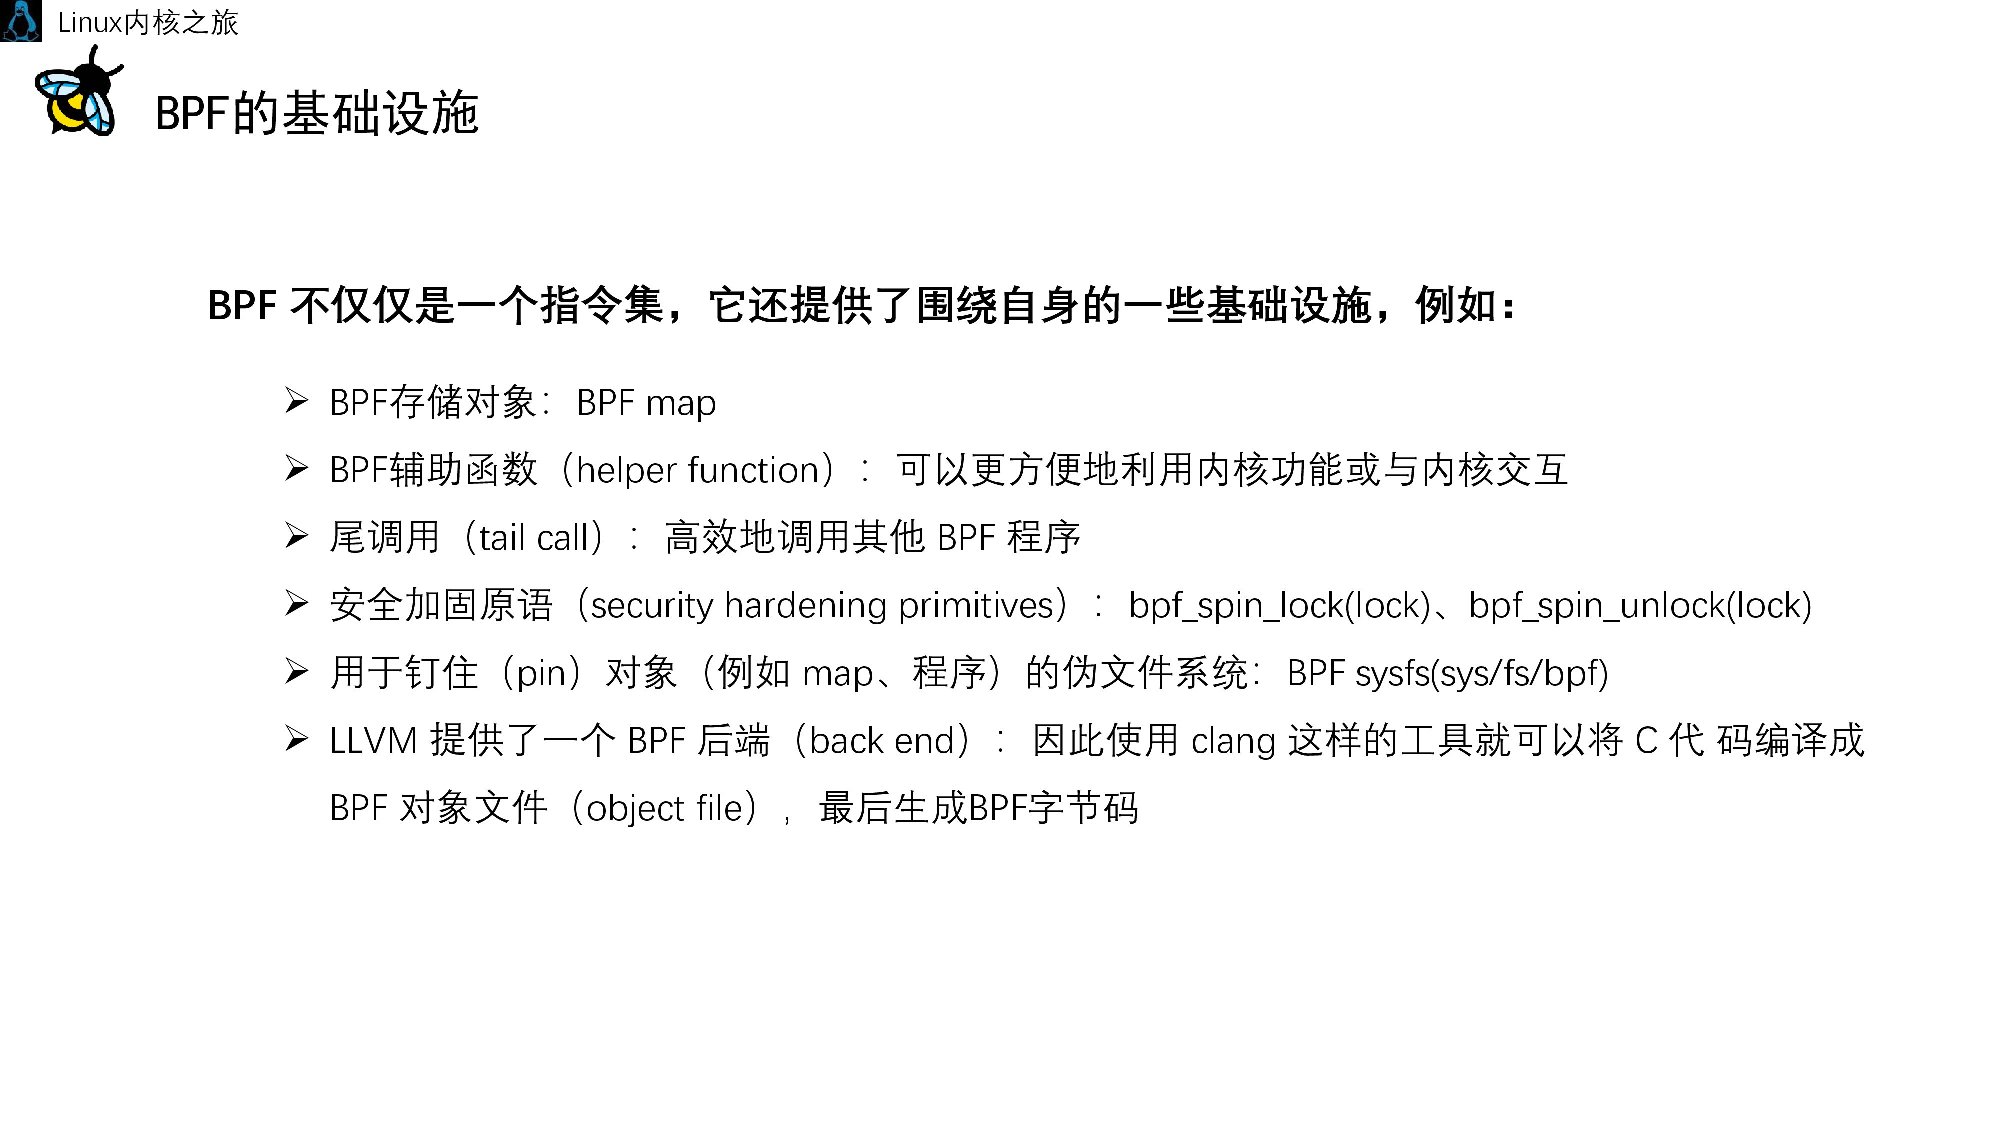 Linux内核之旅
BPF的基础设施
BPF 不仅仅是一个指令集，它还提供了围绕自身的一些基础设施，例如：
➢ BPF存储对象：BPF map
➢ BPF辅助函数（helper function）：可以更方便地利用内核功能或与内核交互
➢ 尾调用（tail call）：高效地调用其他 BPF 程序
➢ 安全加固原语（security hardening primitives）：bpf_spin_lock(lock)、bpf_spin_unlock(lock)
➢ 用于钉住（pin）对象（例如 map、程序）的伪文件系统：BPF sysfs(sys/fs/bpf)
➢ LLVM 提供了一个 BPF 后端（back end）：因此使用 clang 这样的工具就可以将 C 代 码编译成
BPF 对象文件（object file），最后生成BPF字节码